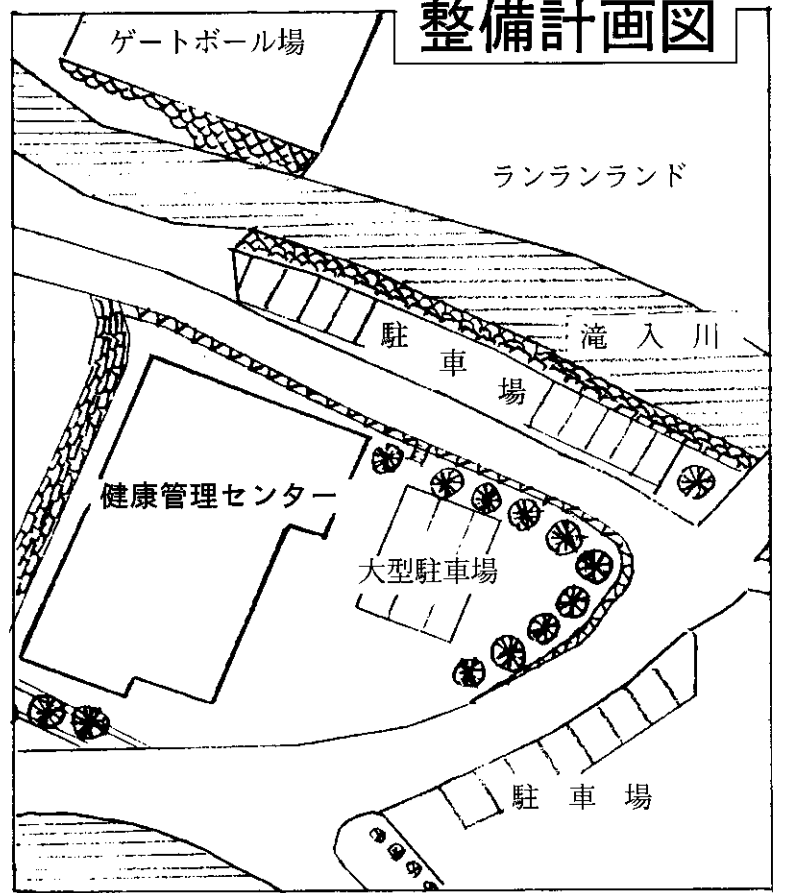 整備計画図
ゲートボール場
ランランランド
滝入川
駐車場
健康管理センター
大型駐車場
駐車場